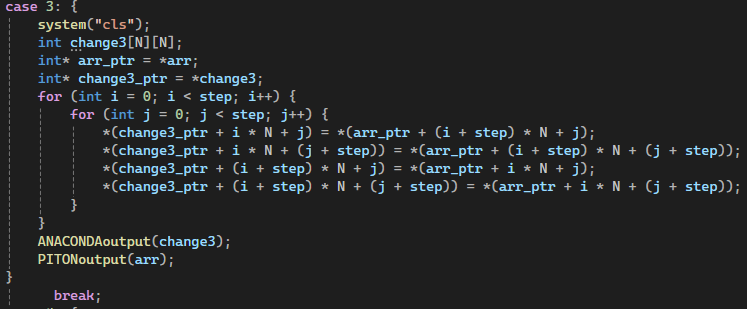 case 3: {
system("cls");
int change3[N][N];
int* arr_ptr = *arr;
int* change3_ptr = *change3;
for (int i = 0; i < step; i++) {
for (int j = 0; j < step; j++) {
*(change3_ptr + i * N + j) = *(arr_ptr + (i + step) * N + j);
*(change3_ptr + i * N + (j + step)) = *(arr_ptr + (i + step) * N + (j + step));
*(change3_ptr + (i + step) * N + j) = *(arr_ptr + i * N + j);
*(change3_ptr + (i + step) * N + (j + step)) = *(arr_ptr + i * N + (j + step));
}
}
ANACONDAoutput(change3);
PITONoutput(arr);
}
break;